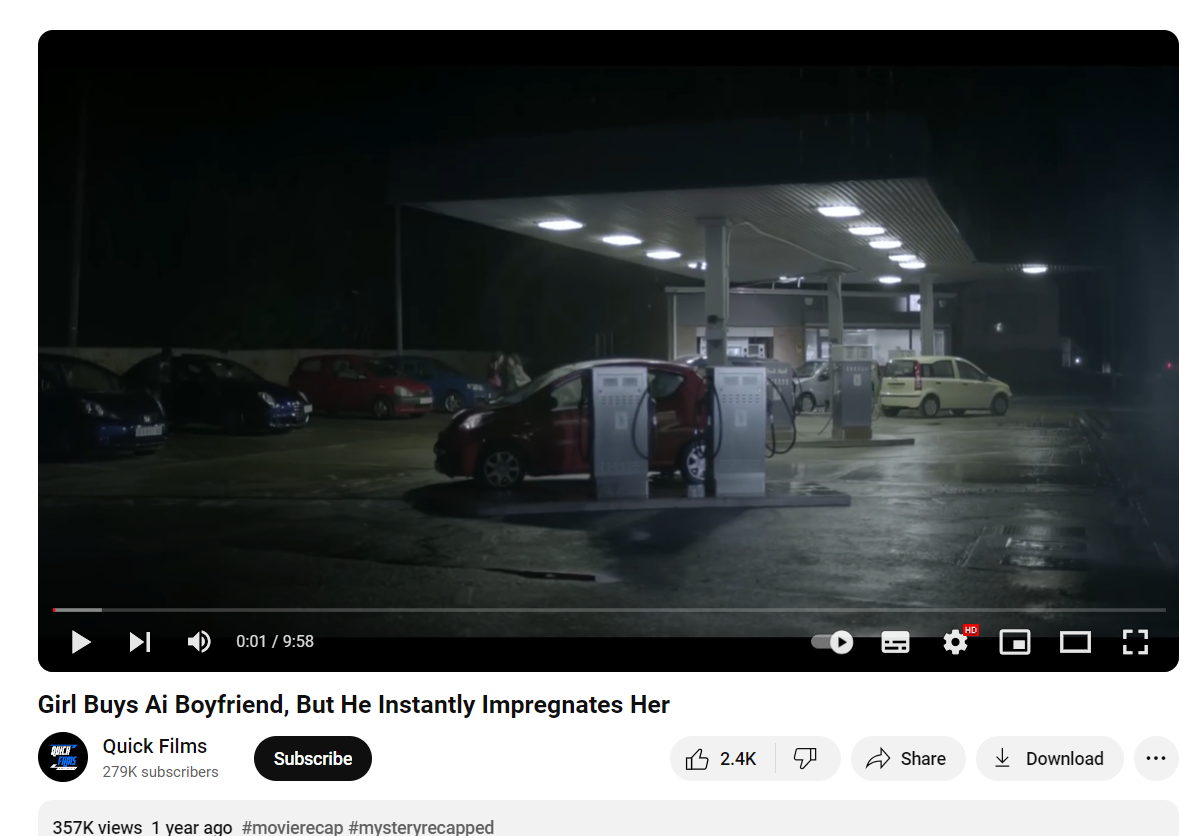 0:01 / 9:58
HD
Girl Buys Ai Boyfriend, But He Instantly Impregnates Her
QUICK
FILMS
Quick Films
279K subscribers
Subscribe
2.4K
Share
Download
357K views 1 year ago #movierecap #mysteryrecapped